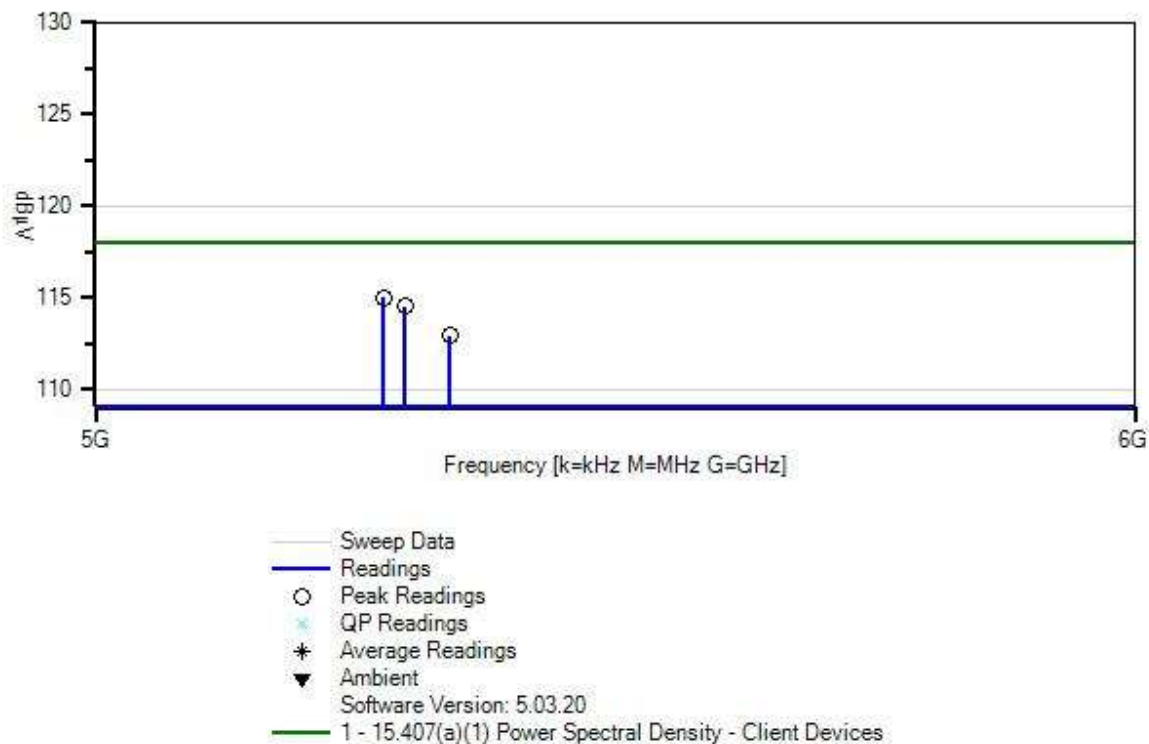 130
125
120
115
110
dBµV
5G
6G
Frequency [k=kHz M=MHz G=GHz]
Sweep Data
Readings
Peak Readings
QP Readings
Average Readings
Ambient
Software Version: 5.03.20
1 - 15.407(a)(1) Power Spectral Density - Client Devices